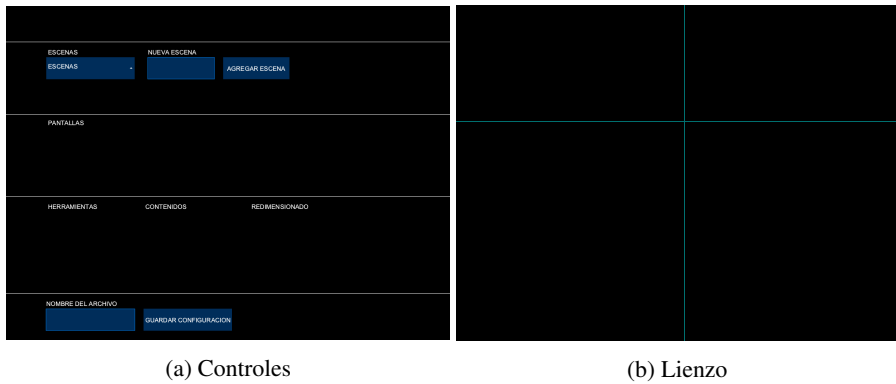 ESCENAS NUEVA ESCENA
ESCENAS AGREGAR ESCENA
PANTALLAS
HERRAMIENTAS CONTENIDOS REDIMENSIONADO
NOMBRE DEL ARCHIVO
GUARDAR CONFIGURACION
(a) Controles (b) Lienzo